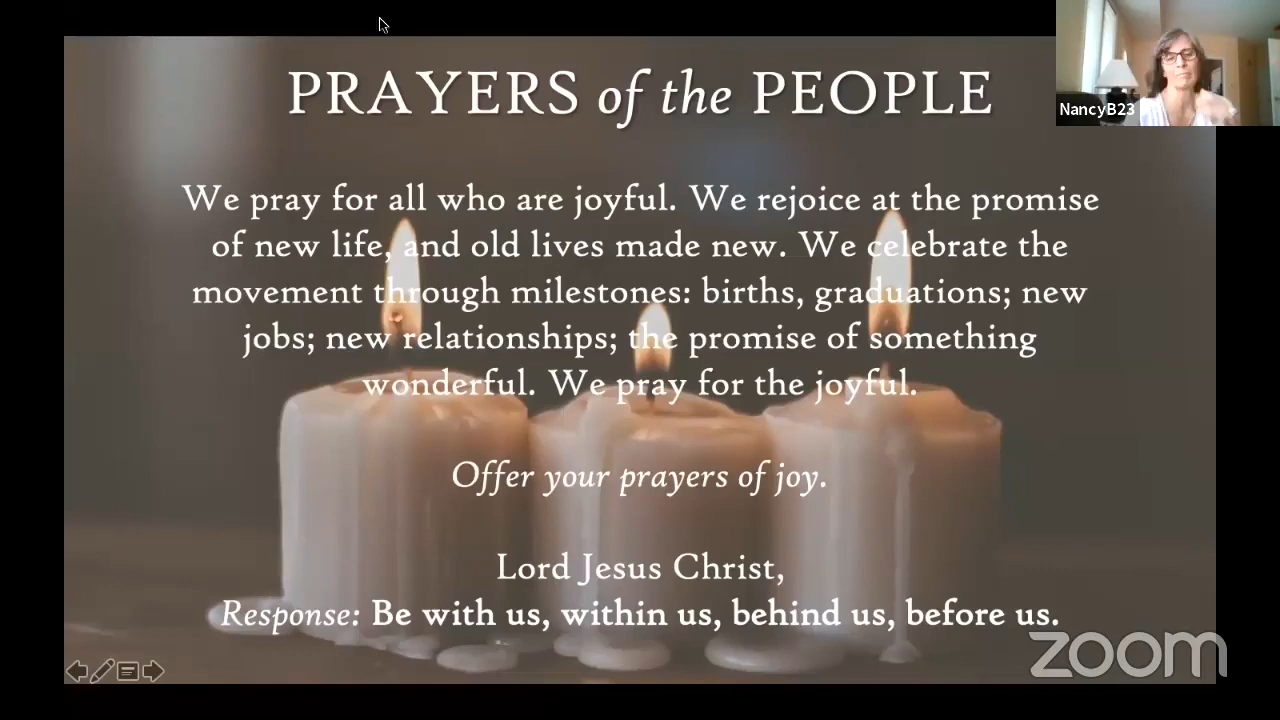 PRAYERS of the PEOPLE
NancyB23
We pray for all who are joyful. We rejoice at the promise
of new life, and old lives made new. We celebrate the
movement through milestones: births, graduations; new
jobs; new relationships; the promise of something
wonderful. We pray for the joyful.
Offer your prayers of joy.
Lord Jesus Christ,
Response: Be with us, within us, behind us, before us.
zoom